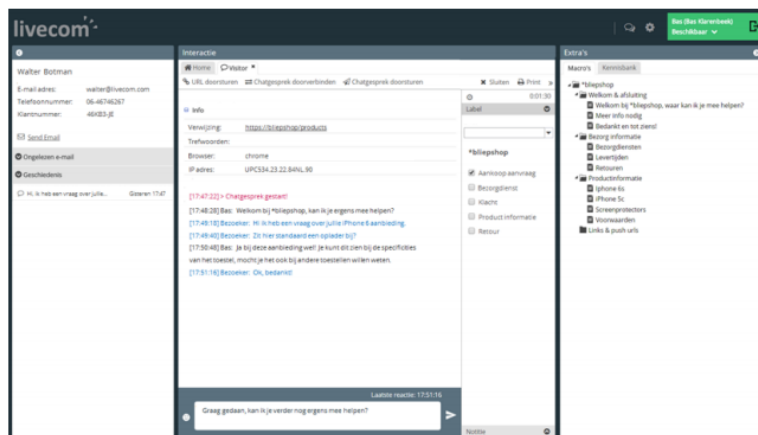 livecom
Bas (Bas Klarenbeek)
Beschikbaar
Walter Botman
E-mail adres: walter@livecom.com
Telefoonnummer: 06-46746267
Klantnummer: 46KB3-JE
Send Email
Ongelezen e-mail
Geschiedenis
Hi, ik heb een vraag over jullie... Gisteren 17:47
Interactie
Home Visitor
URL doorsturen Chatgesprek doorverbinden Chatgesprek doorsturen Sluiten Print »
Info
Verwijzing: https://bliepshop/products
Trefwoorden:
Browser: chrome
IP adres: UPC534.23.22.84NL.90
[17:47:22] > Chatgesprek gestart!
[17:48:28] Bas: Welkom bij *bliepshop, kan ik je ergens mee helpen?
[17:49:18] Bezoeker: Hi ik heb een vraag over jullie iPhone 6 aanbieding.
[17:49:40] Bezoeker: Zit hier standaard een oplader bij?
[17:50:48] Bas: Ja bij deze aanbieding wel! Je kunt dit zien bij de specificties
van het toestel, mocht je het ook bij andere toestellen willen weten.
[17:51:16] Bezoeker: Ok, bedankt!
Laatste reactie: 17:51:16
Graag gedaan, kan ik je verder nog ergens mee helpen?
0:01:30
Label
*bliepshop
Aankoop aanvraag
Bezorgdienst
Klacht
Product informatie
Retour
Notitie
Extra's
Macro's Kennisbank
*bliepshop
Welkom & afsluiting
Welkom bij *bliepshop, waar kan ik je mee helpen?
Meer info nodig
Bedankt en tot ziens!
Bezorg informatie
Bezorgdiensten
Levertijden
Retouren
Productinformatie
Iphone 6s
iPhone 5c
Screenprotectors
Voorwaarden
Links & push urls